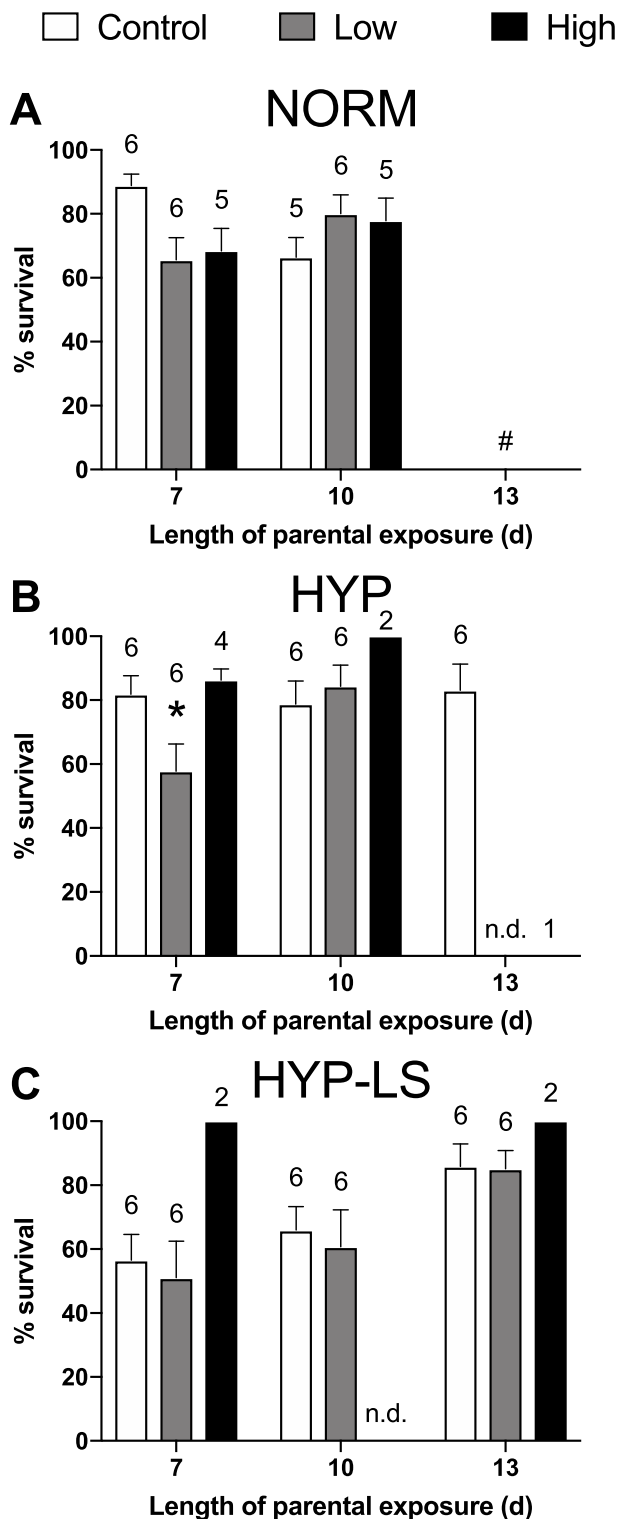 Control Low High
A NORM
6
6
5
5
6
5
100
80
60
40
20
0
% survival
#
7 10 13
Length of parental exposure (d)
B HYP
6
6
*
4
6
6
2
6
100
80
60
40
20
0
% survival
n.d. 1
7 10 13
Length of parental exposure (d)
C HYP-LS
6
6
2
6
6
6
6
2
100
80
60
40
20
0
% survival
n.d.
7 10 13
Length of parental exposure (d)